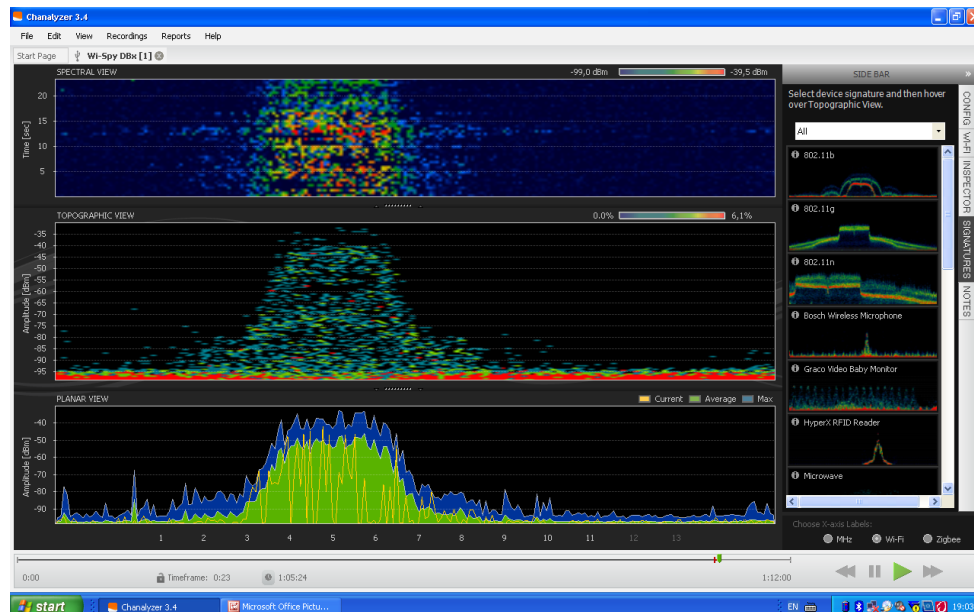 Chanalyzer 3.4
File Edit View Recordings Reports Help
Start Page Wi-Spy DBx [1]
SPECTRAL VIEW -99,0 dBm -39,5 dBm
20
15
10
5
Time [sec]
TOPOGRAPHIC VIEW 0.0% 6,1%
-35
-40
-45
-50
-55
-60
-65
-70
-75
-80
-85
-90
-95
Amplitude [dBm]
PLANAR VIEW Current Average Max
-40
-50
-60
-70
-80
-90
Amplitude [dBm]
1 2 3 4 5 6 7 8 9 10 11 12 13
SIDE BAR »
Select device signature and then hover
over Topographic View.
All
802.11b
802.11g
802.11n
Bosch Wireless Microphone
Graco Video Baby Monitor
HyperX RFID Reader
Microwave
CONFIG
WI-FI
INSPECTOR
SIGNATURES
NOTES
Choose X-axis Labels:
MHz Wi-Fi Zigbee
0:00 Timeframe: 0:23 1:05:24 1:12:00
start Chanalyzer 3.4 Microsoft Office Pictu... EN 19:03